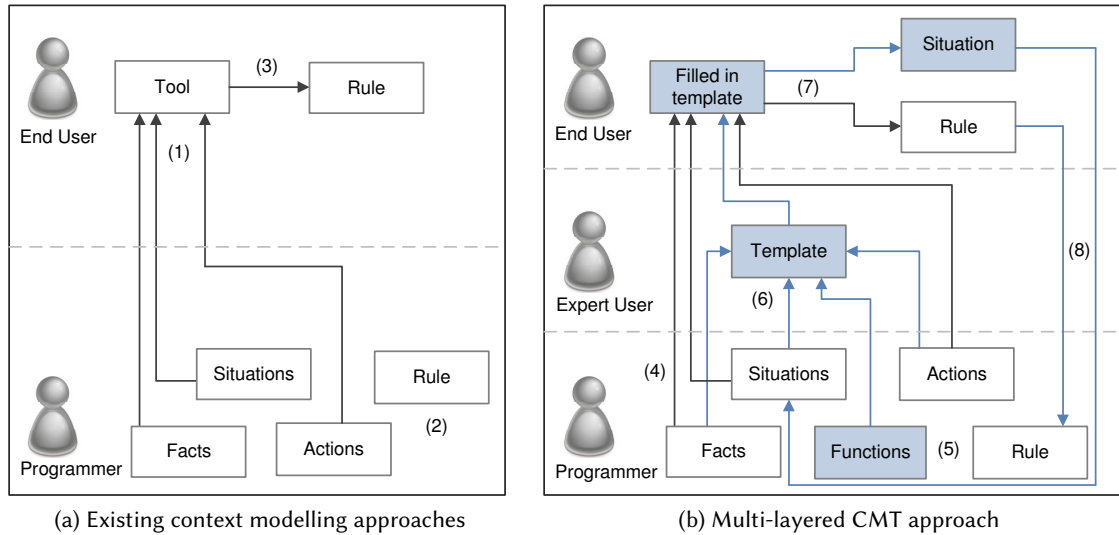 Tool
(3)
Rule
End User
(1)
Situations
Rule
(2)
Facts
Actions
Programmer
(a) Existing context modelling approaches
Situation
Filled in
template
(7)
Rule
End User
Template
(8)
(6)
Expert User
(4)
Situations
Actions
Facts
Functions
(5)
Rule
Programmer
(b) Multi-layered CMT approach